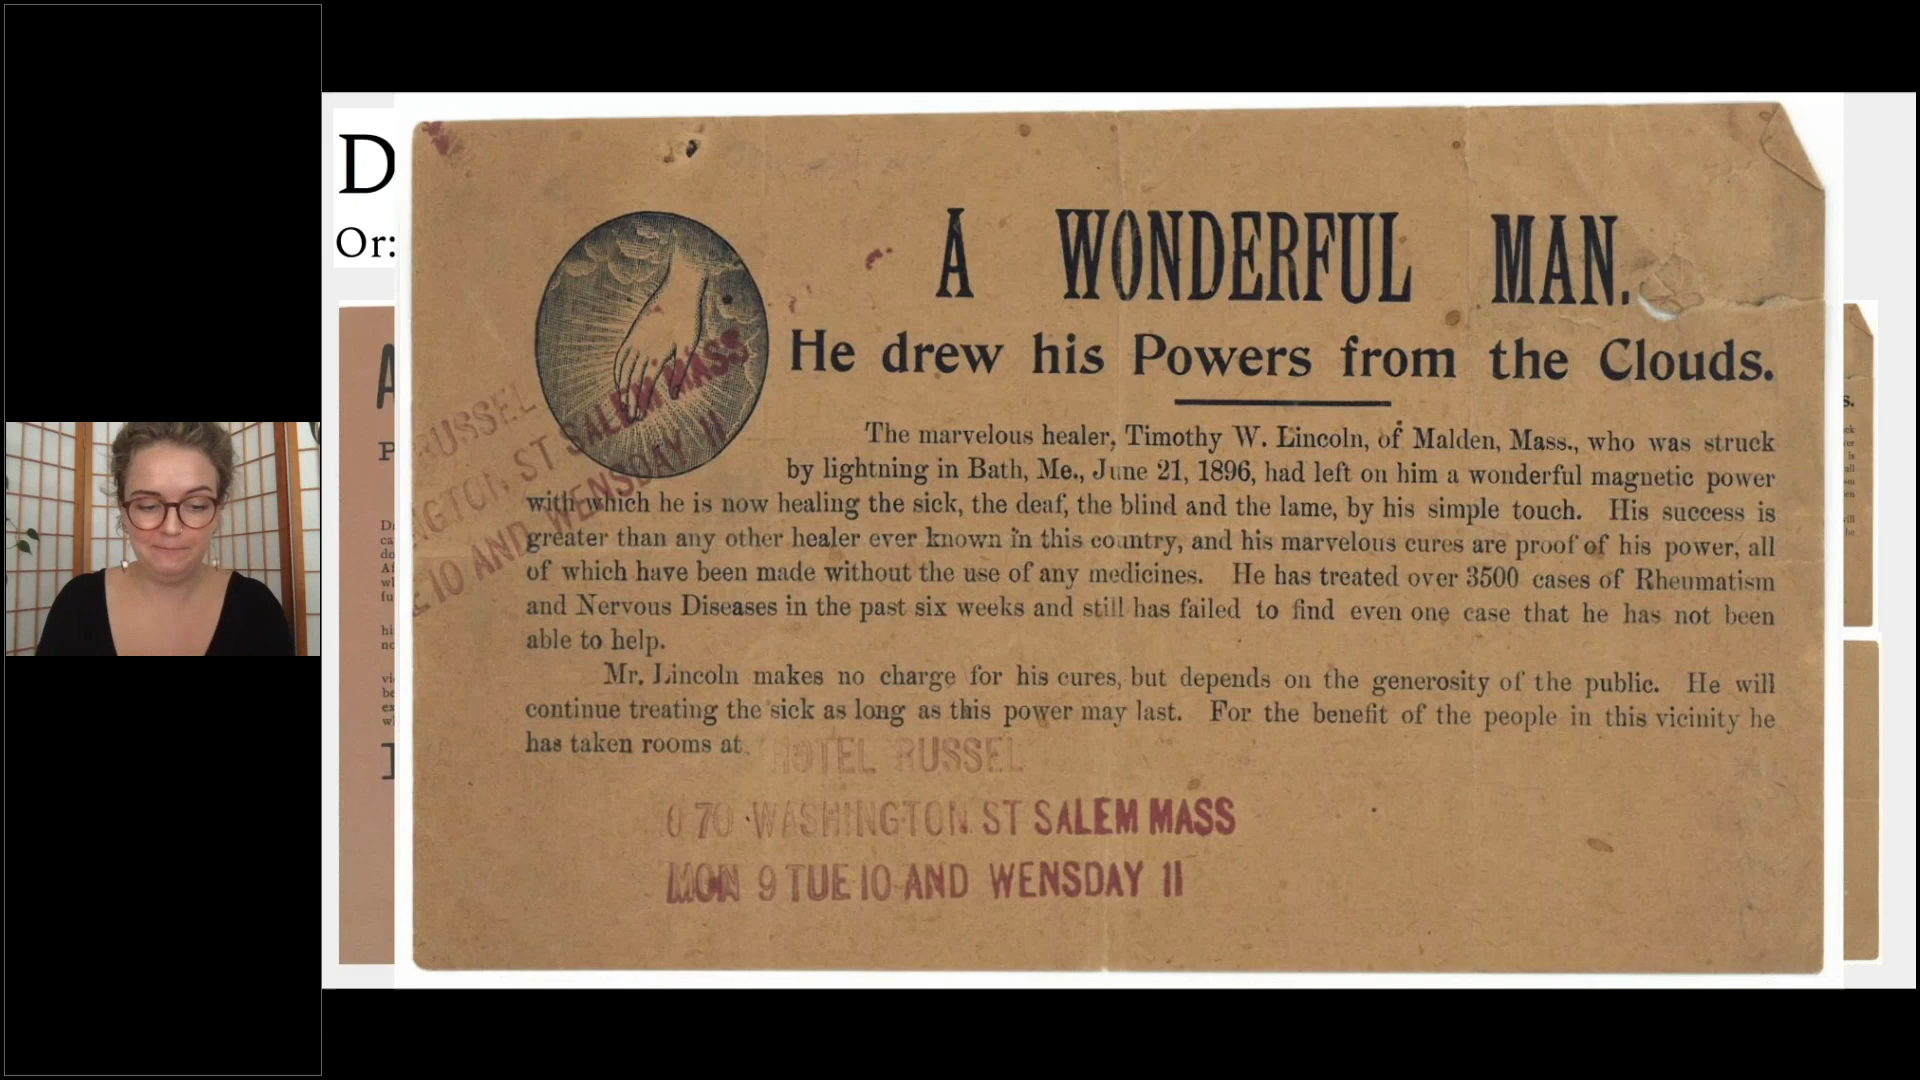 D
Or:
A WONDERFUL MAN.
He drew his Powers from the Clouds.
The marvelous healer, Timothy W. Lincoln, of Malden, Mass., who was struck
by lightning in Bath, Me., June 21, 1896, had left on him a wonderful magnetic power
with which he is now healing the sick, the deaf, the blind and the lame, by his simple touch. His success is
greater than any other healer ever known in this country, and his marvelous cures are proof of his power, all
of which have been made without the use of any medicines. He has treated over 3500 cases of Rheumatism
and Nervous Diseases in the past six weeks and still has failed to find even one case that he has not been
able to help.
Mr. Lincoln makes no charge for his cures, but depends on the generosity of the public. He will
continue treating the sick as long as this power may last. For the benefit of the people in this vicinity he
has taken rooms at
HOTEL RUSSEL
70 WASHINGTON ST SALEM MASS
MON 9 TUE 10 AND WENSDAY 11
RUSSEL
NGTON ST SALEM MASS
E 10 AND WENSDAY 11